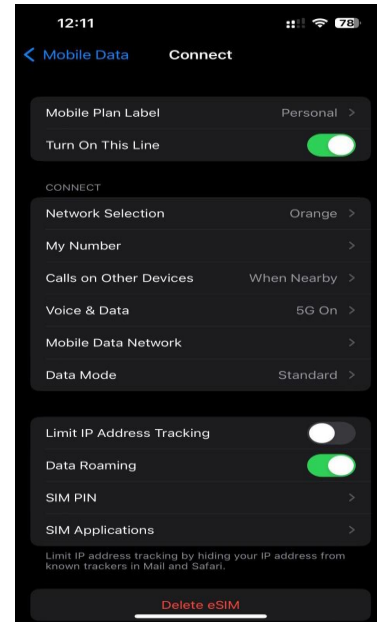 12:11
78
Mobile Data Connect
Mobile Plan Label Personal
Turn On This Line
CONNECT
Network Selection Orange
My Number
Calls on Other Devices When Nearby
Voice & Data 5G On
Mobile Data Network
Data Mode Standard
Limit IP Address Tracking
Data Roaming
SIM PIN
SIM Applications
Limit IP address tracking by hiding your IP address from
known trackers in Mail and Safari.
Delete eSIM